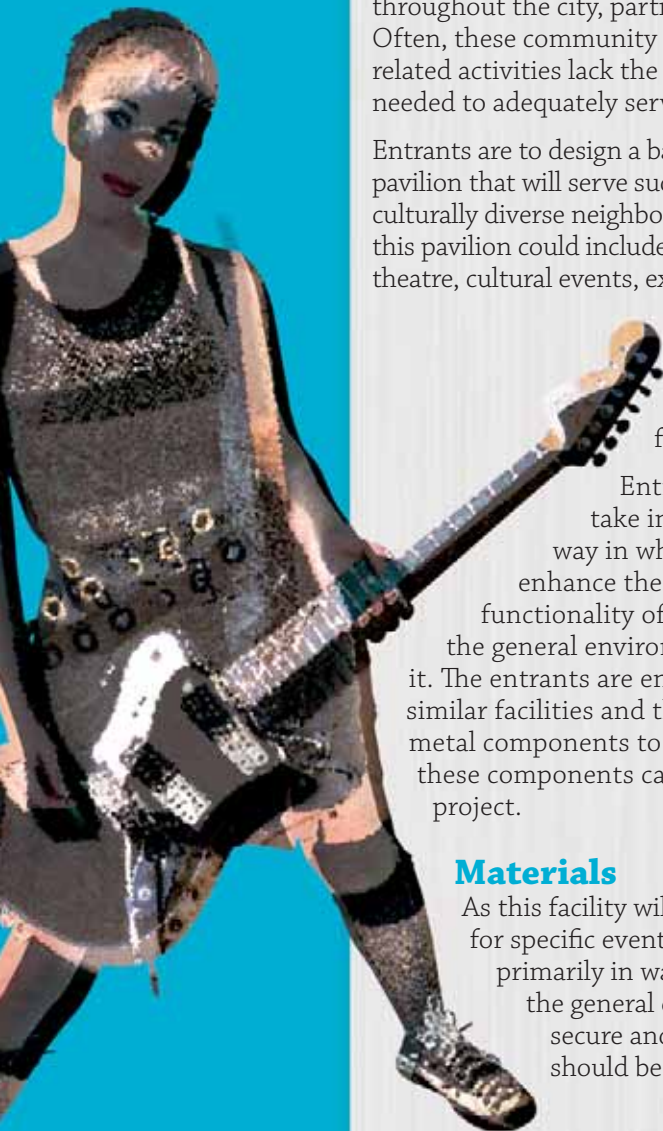 throughout the city, parti
Often, these community
related activities lack the
needed to adequately serv
Entrants are to design a ba
pavilion that will serve suc
culturally diverse neighbo
this pavilion could include
theatre, cultural events, ex
f
Ent
take in
way in wh
enhance the
functionality of
the general environ
it. The entrants are en
similar facilities and t
metal components to
these components ca
project.
Materials
As this facility wil
for specific event
primarily in wa
the general
secure and
should be